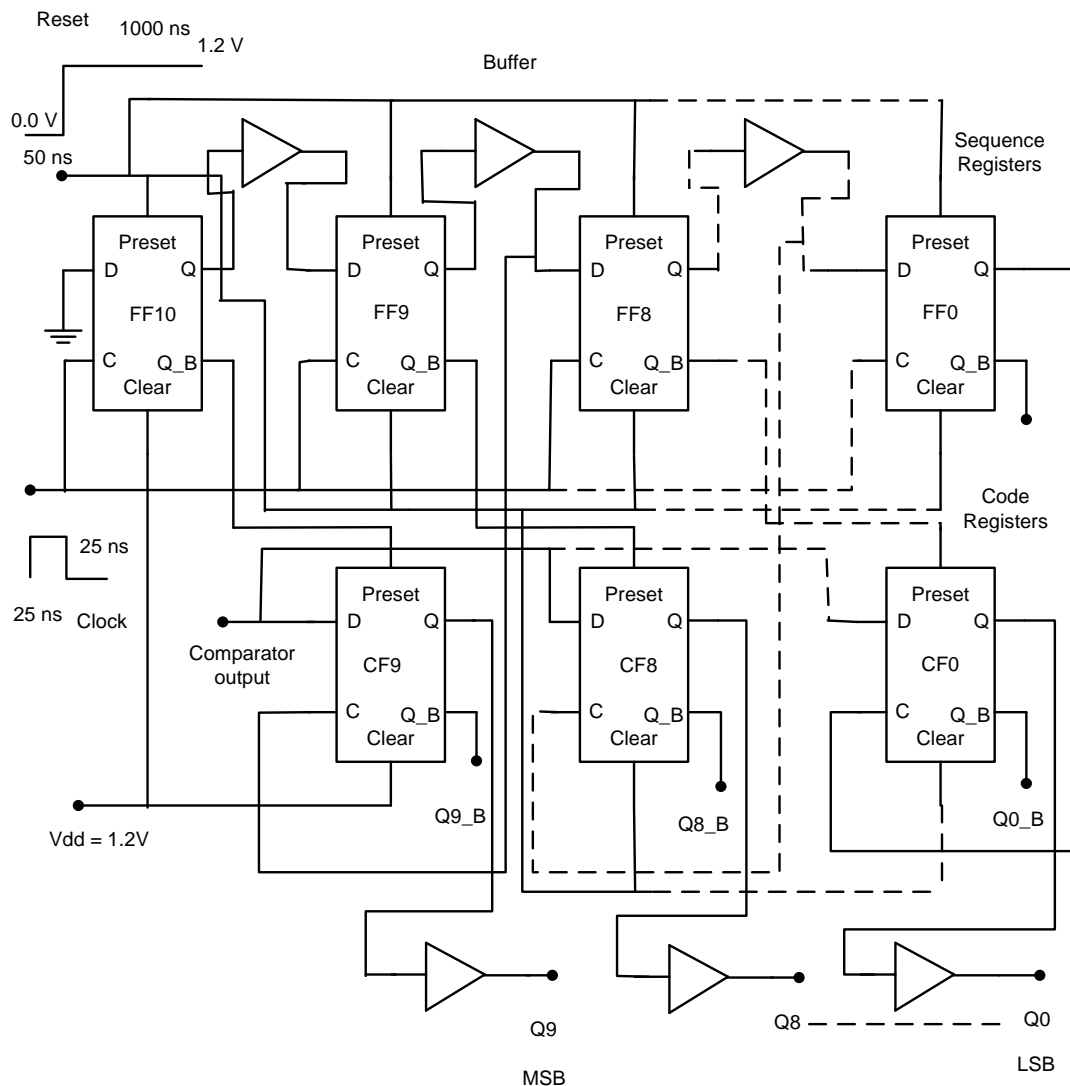 Reset
1000 ns
1.2 V
Buffer
0.0 V
50 ns
Sequence
Registers
Preset
D
Q
FF10
C
Q_B
Clear
Preset
D
Q
FF9
C
Q_B
Clear
Preset
D
Q
FF8
C
Q_B
Clear
Preset
D
Q
FF0
C
Q_B
Clear
Code
Registers
25 ns
25 ns
Clock
Comparator
output
Preset
D
Q
CF9
C
Q_B
Clear
Preset
D
Q
CF8
C
Q_B
Clear
Preset
D
Q
CF0
C
Q_B
Clear
Vdd = 1.2V
Q9_B
Q8_B
Q0_B
Q9
Q8
Q0
MSB
LSB